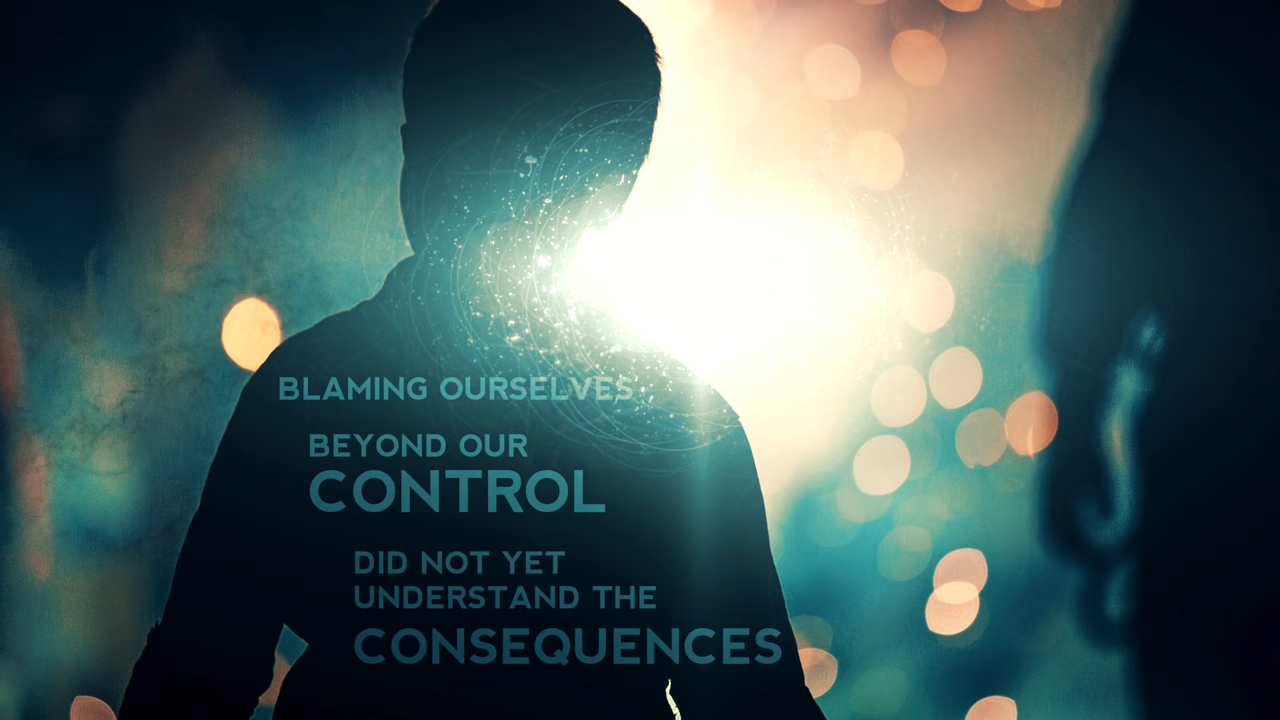 BLAMING OURSELVES
BEYOND OUR
CONTROL
DID NOT YET
UNDERSTAND THE
CONSEQUENCES